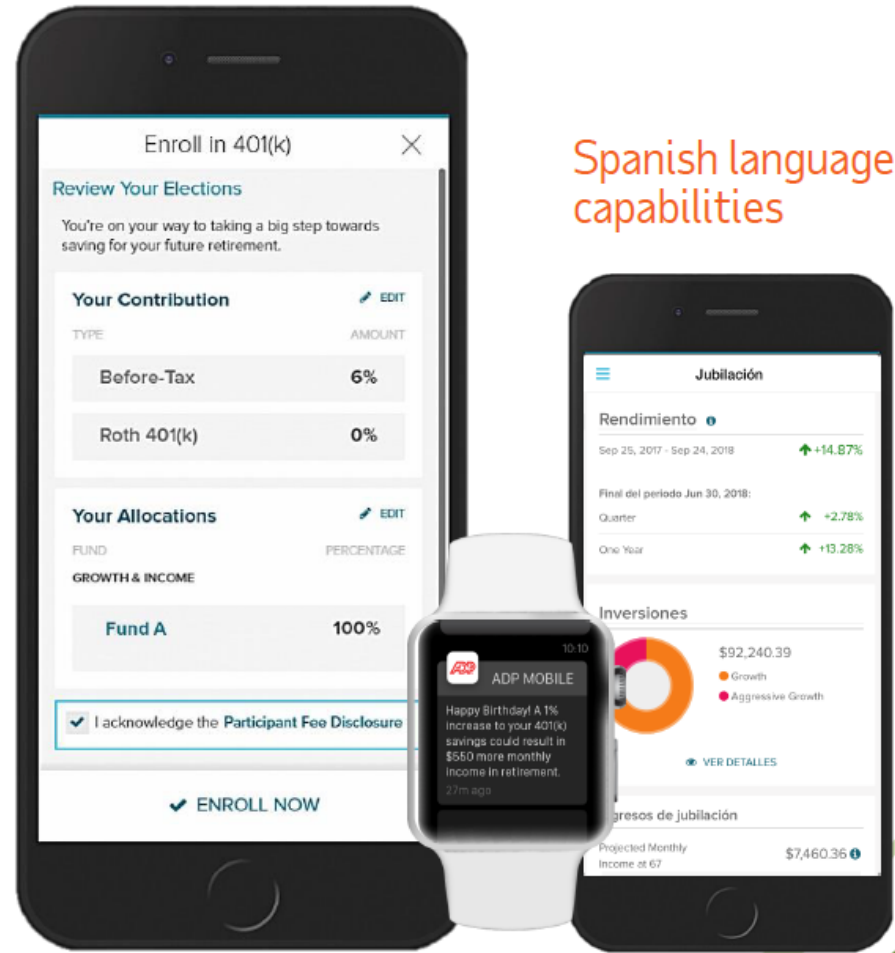 Enroll in 401(k)
Review Your Elections
You're on your way to taking a big step towards
saving for your future retirement.
Your Contribution EDIT
TYPE AMOUNT
Before-Tax 6%
Roth 401(k) 0%
Your Allocations EDIT
FUND PERCENTAGE
GROWTH & INCOME
Fund A 100%
I acknowledge the Participant Fee Disclosure
ENROLL NOW
10:10
ADP ADP MOBILE
Happy Birthday! A 1%
increase to your 401(k)
savings could result in
$550 more monthly
income in retirement.
27m ago
Spanish language
capabilities
Jubilación
Rendimiento
Sep 25, 2017 - Sep 24, 2018 +14.87%
Final del periodo Jun 30, 2018:
Quarter +2.78%
One Year +13.28%
Inversiones
$92,240.39
Growth
Aggressive Growth
VER DETALLES
gresos de jubilación
Projected Monthly
Income at 67 $7,460.36